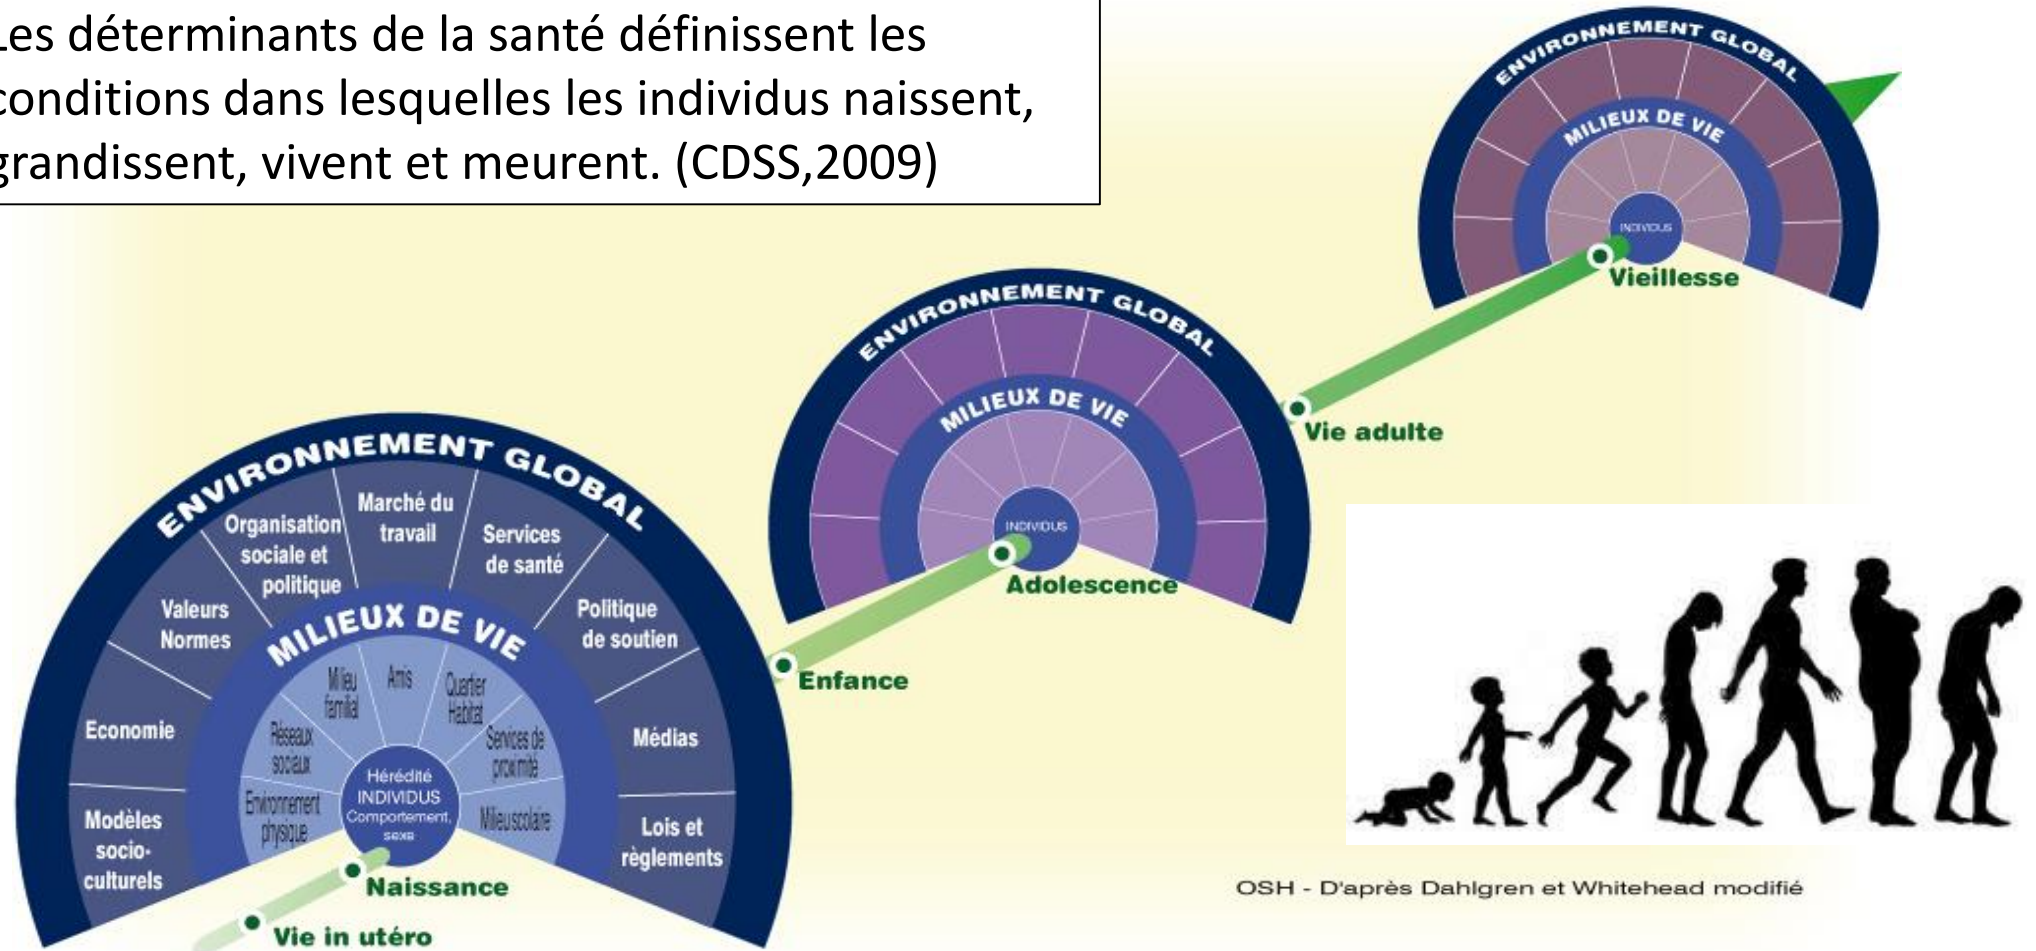 Les déterminants de la santé définissent les
conditions dans lesquelles les individus naissent,
grandissent, vivent et meurent. (CDSS,2009)
ENVIRONNEMENT GLOBAL
MILIEUX DE VIE
INDIVIDUS
Vieillesse
ENVIRONNEMENT GLOBAL
MILIEUX DE VIE
INDIVIDUS
Adolescence
Vie adulte
Enfance
ENVIRONNEMENT GLOBAL
Modèles
socio-
culturels
Economie
Valeurs
Normes
Organisation
sociale et
politique
Marché du
travail
Services
de santé
Politique
de soutien
Médias
Lois et
règlements
MILIEUX DE VIE
Environnement
physique
Réseaux
sociaux
Milieu
familial
Amis
Quartier
Habitat
Services de
proximité
Milieu scolaire
Hérédité
INDIVIDUS
Comportement,
sexe
Naissance
Vie in utéro
OSH - D'après Dahlgren et Whitehead modifié